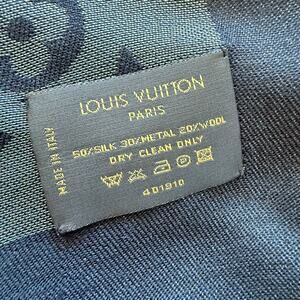 LOUIS VUITTON
PARIS
50%SILK 30%METAL 20%WOOL
DRY CLEAN ONLY
401910
MADE IN ITALY